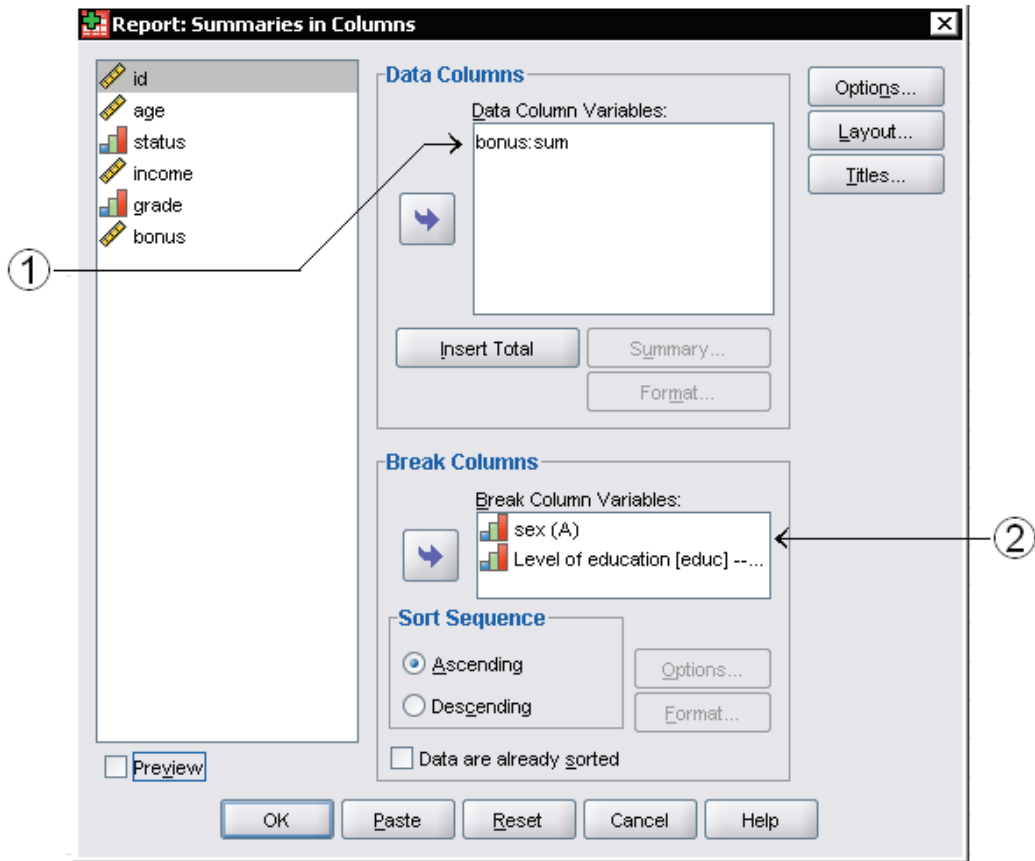 Report: Summaries in Columns
id
age
status
income
grade
bonus
Preview
Data Columns
Data Column Variables:
bonus:sum
Insert Total
Summary...
Format...
Break Columns
Break Column Variables:
sex (A)
Level of education [educ] --...
Sort Sequence
Ascending
Descending
Options...
Format...
Data are already sorted
Options...
Layout...
Titles...
OK
Paste
Reset
Cancel
Help
1
2